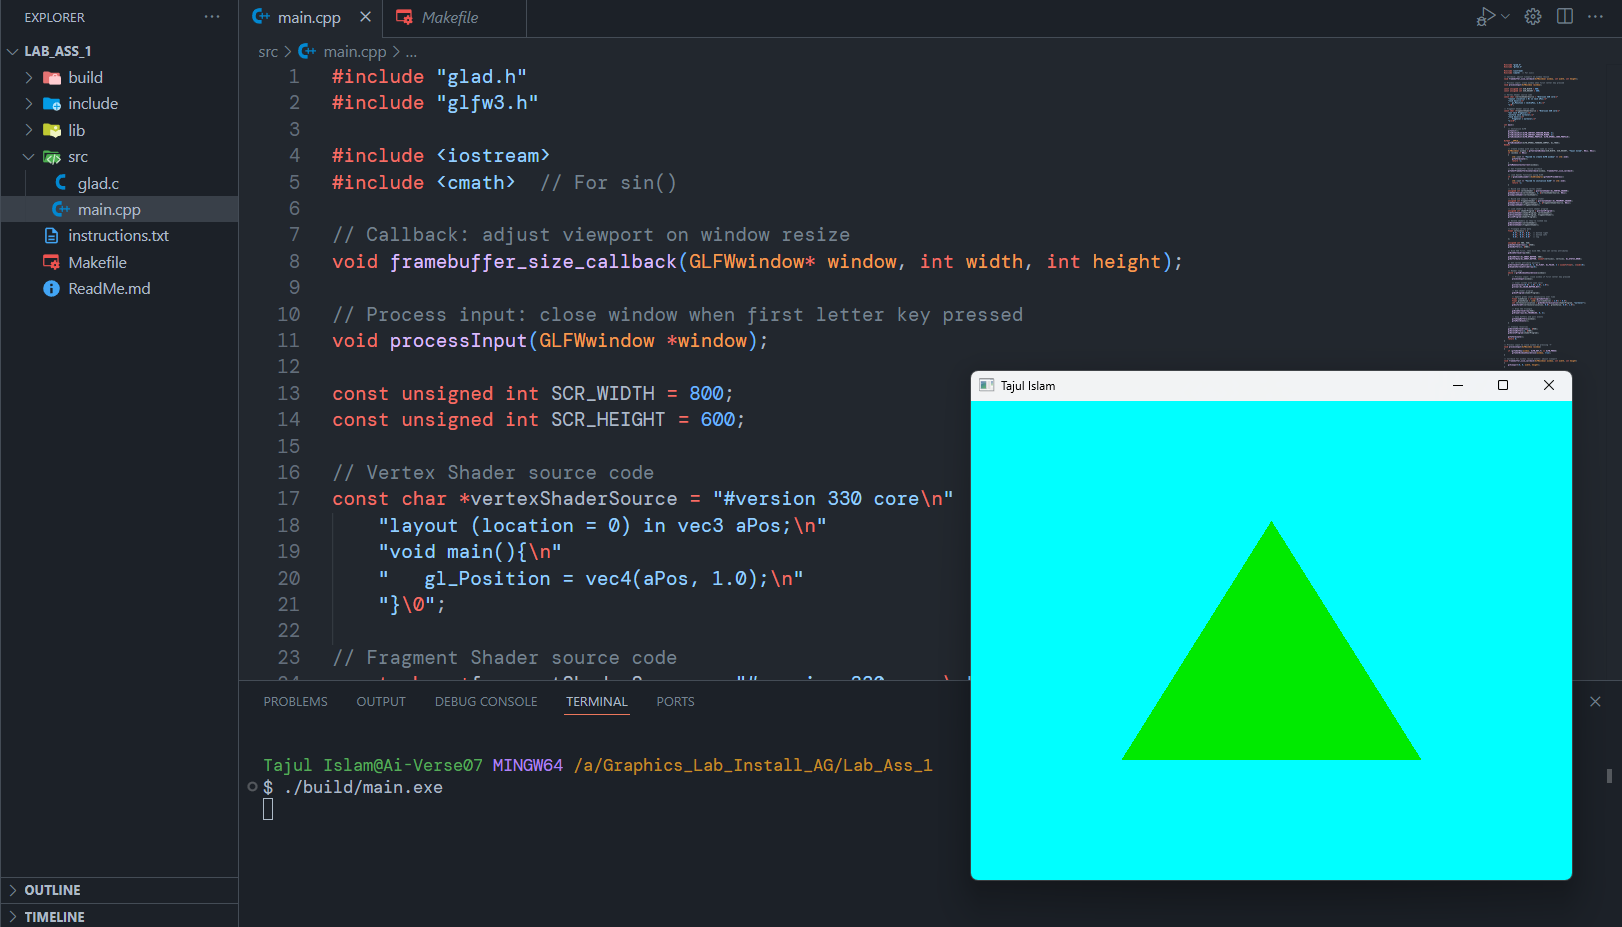 EXPLORER
LAB_ASS_1
build
include
lib
src
glad.c
main.cpp
instructions.txt
Makefile
ReadMe.md
OUTLINE
TIMELINE
main.cpp
Makefile
src > main.cpp > ...
1 #include "glad.h"
2 #include "glfw3.h"
3
4 #include <iostream>
5 #include <cmath>  // For sin()
6
7 // Callback: adjust viewport on window resize
8 void framebuffer_size_callback(GLFWwindow* window, int width, int height);
9
10 // Process input: close window when first letter key pressed
11 void processInput(GLFWwindow *window);
12
13 const unsigned int SCR_WIDTH = 800;
14 const unsigned int SCR_HEIGHT = 600;
15
16 // Vertex Shader source code
17 const char *vertexShaderSource = "#version 330 core\n"
18     "layout (location = 0) in vec3 aPos;\n"
19     "void main(){\n"
20     "   gl_Position = vec4(aPos, 1.0);\n"
21     "}\0";
22
23 // Fragment Shader source code
PROBLEMS OUTPUT DEBUG CONSOLE TERMINAL PORTS
Tajul Islam@Ai-Verse07 MINGW64 /a/Graphics_Lab_Install_AG/Lab_Ass_1
$ ./build/main.exe
Tajul Islam